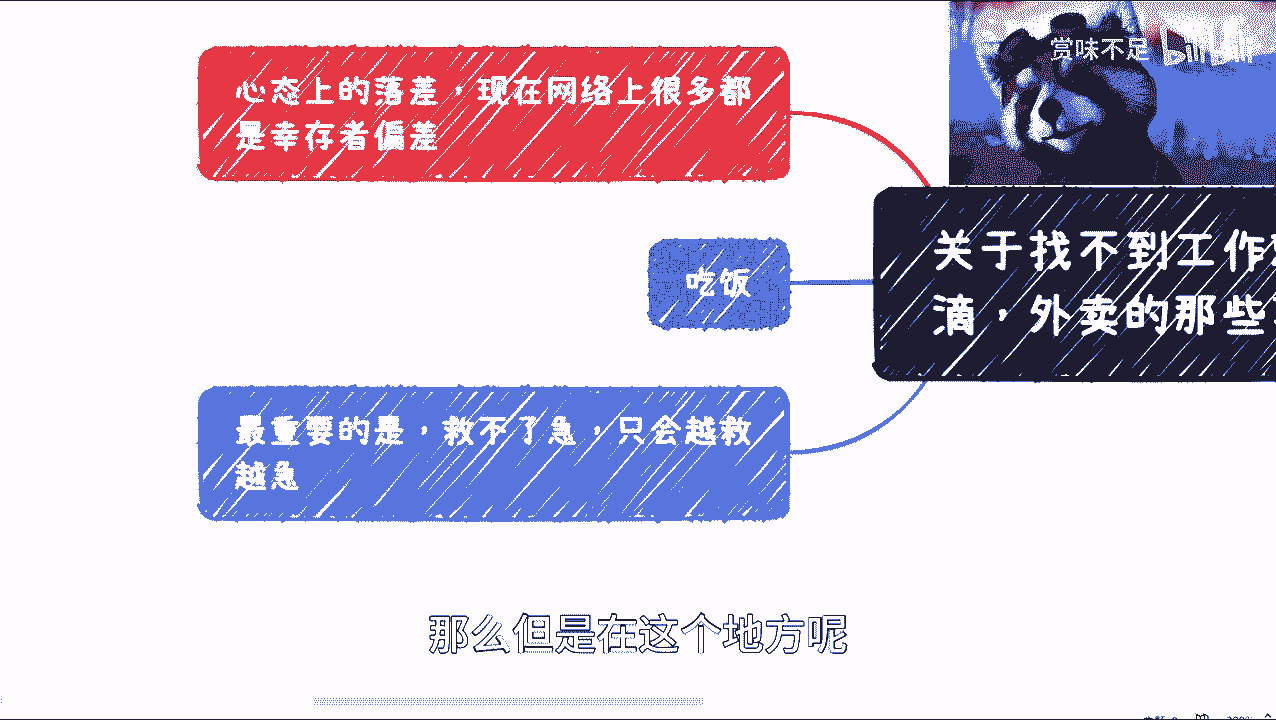 心态上的落差，现在网络上很多都
是幸存者偏差
赏味不足
bilibili
吃饭
关于找不到工作
滴，外卖的那些
最重要的是，救不了急，只会越救
越急
那么但是在这个地方呢